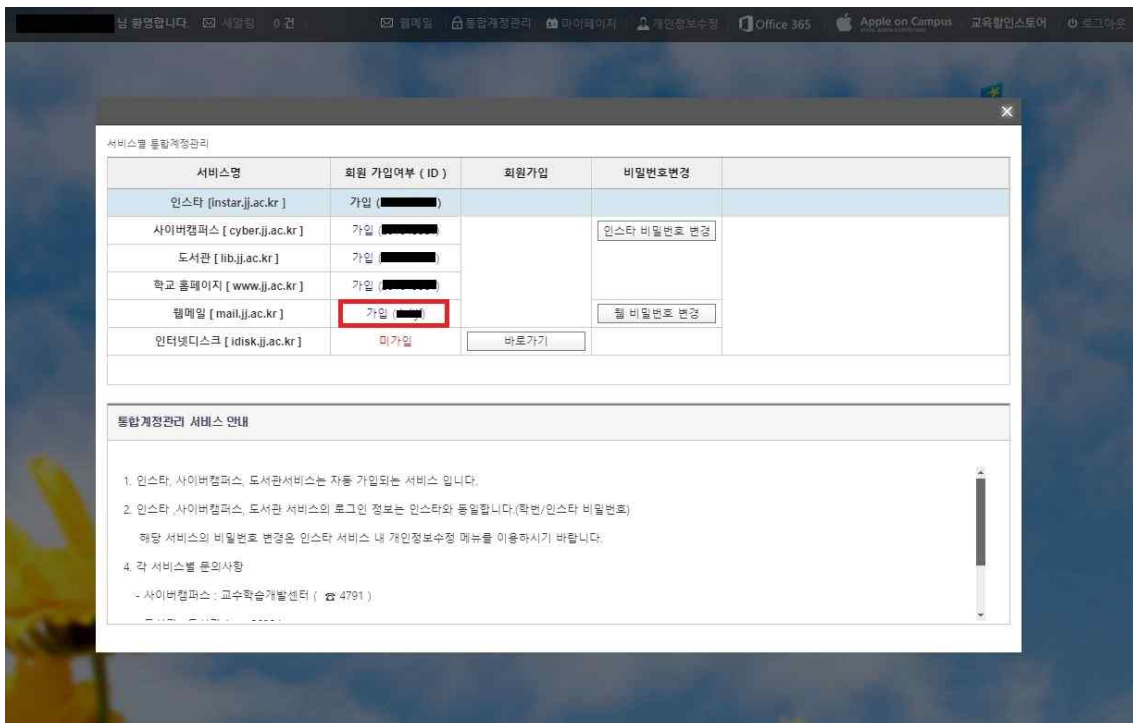 님 환영합니다. 새알림 0 건 웹메일 통합계정관리 마이페이지 개인정보수정 Office 365 Apple on Campus 교육할인스토어 로그아웃
서비스별 통합계정관리
서비스명 회원 가입여부 ( ID ) 회원가입 비밀번호변경
인스타 [instar.jj.ac.kr ] 가입 ( )
사이버캠퍼스 [ cyber.jj.ac.kr ] 가입 ( ) 인스타 비밀번호 변경
도서관 [ lib.jj.ac.kr ] 가입 ( )
학교 홈페이지 [ www.jj.ac.kr ] 가입 ( )
웹메일 [ mail.jj.ac.kr ] 가입 ( ) 웹 비밀번호 변경
인터넷디스크 [ idisk.jj.ac.kr ] 미가입 바로가기
통합계정관리 서비스 안내
1. 인스타, 사이버캠퍼스, 도서관서비스는 자동 가입되는 서비스 입니다.
2. 인스타 ,사이버캠퍼스, 도서관 서비스의 로그인 정보는 인스타와 동일합니다.(학번/인스타 비밀번호)
해당 서비스의 비밀번호 변경은 인스타 서비스 내 개인정보수정 메뉴를 이용하시기 바랍니다.
4. 각 서비스별 문의사항
- 사이버캠퍼스 : 교수학습개발센터 ( ☎ 4791 )